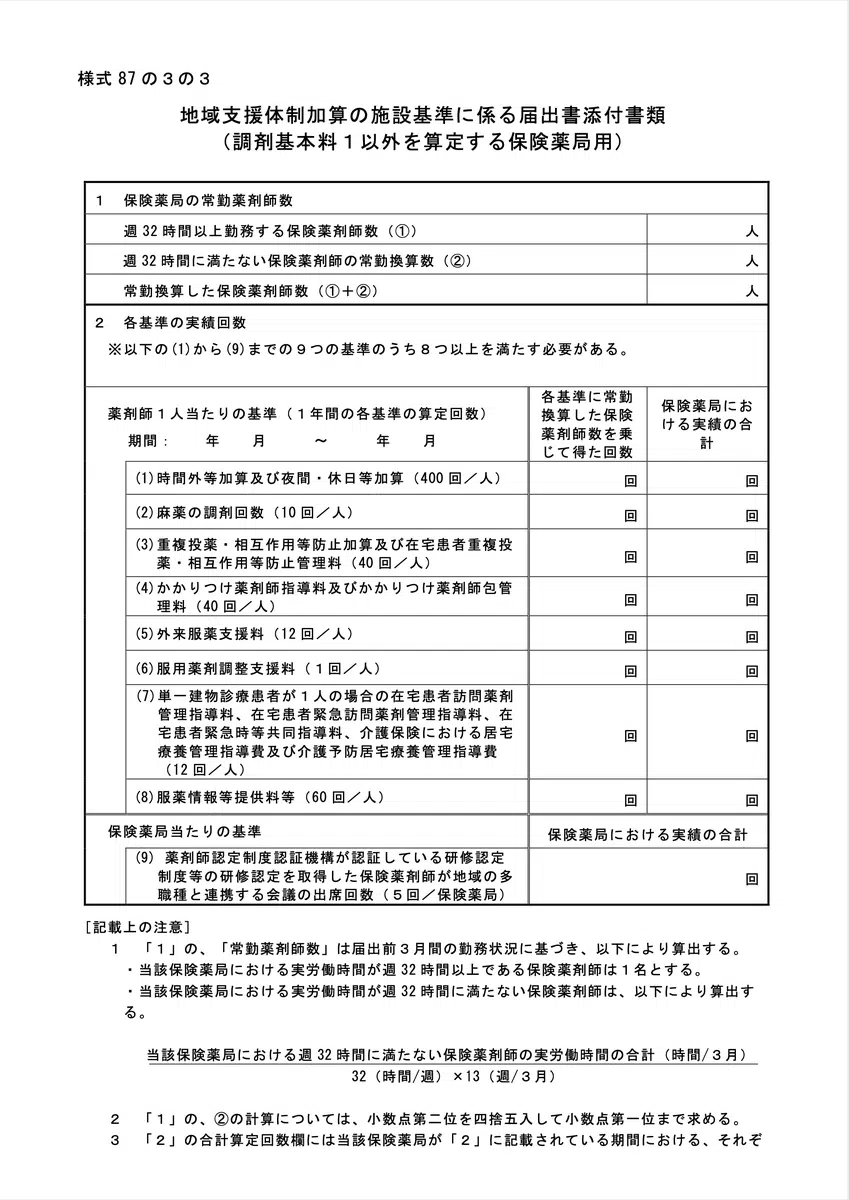 様式 87 の３の３
地域支援体制加算の施設基準に係る届出書添付書類
（調剤基本料１以外を算定する保険薬局用）
１　保険薬局の常勤薬剤師数
週 32 時間以上勤務する保険薬剤師数（①）　人
週 32 時間に満たない保険薬剤師の常勤換算数（②）　人
常勤換算した保険薬剤師数（①＋②）　人
２　各基準の実績回数
※以下の(1)から(9)までの９つの基準のうち８つ以上を満たす必要がある。
薬剤師１人当たりの基準（１年間の各基準の算定回数）
期間：　　年　　月　　～　　年　　月
各基準に常勤
換算した保険
薬剤師数を乗
じて得た回数
保険薬局にお
ける実績の合
計
(1)時間外等加算及び夜間・休日等加算（400 回／人）　回　回
(2)麻薬の調剤回数（10 回／人）　回　回
(3)重複投薬・相互作用等防止加算及び在宅患者重複投
薬・相互作用等防止管理料（40 回／人）　回　回
(4)かかりつけ薬剤師指導料及びかかりつけ薬剤師包管
理料（40 回／人）　回　回
(5)外来服薬支援料（12 回／人）　回　回
(6)服用薬剤調整支援料（１回／人）　回　回
(7)単一建物診療患者が１人の場合の在宅患者訪問薬剤
管理指導料、在宅患者緊急訪問薬剤管理指導料、在
宅患者緊急時等共同指導料、介護保険における居宅
療養管理指導費及び介護予防居宅療養管理指導費
（12 回／人）　回　回
(8)服薬情報等提供料等（60 回／人）　回　回
保険薬局当たりの基準　保険薬局における実績の合計
(9) 薬剤師認定制度認証機構が認証している研修認定
制度等の研修認定を取得した保険薬剤師が地域の多
職種と連携する会議の出席回数（５回／保険薬局）　回
［記載上の注意］
１　「１」の、「常勤薬剤師数」は届出前３月間の勤務状況に基づき、以下により算出する。
・当該保険薬局における実労働時間が週 32 時間以上である保険薬剤師は１名とする。
・当該保険薬局における実労働時間が週 32 時間に満たない保険薬剤師は、以下により算出す
る。
当該保険薬局における週 32 時間に満たない保険薬剤師の実労働時間の合計（時間/３月）
32（時間/週）×13（週/３月）
２　「１」の、②の計算については、小数点第二位を四捨五入して小数点第一位まで求める。
３　「２」の合計算定回数欄には当該保険薬局が「２」に記載されている期間における、それぞ